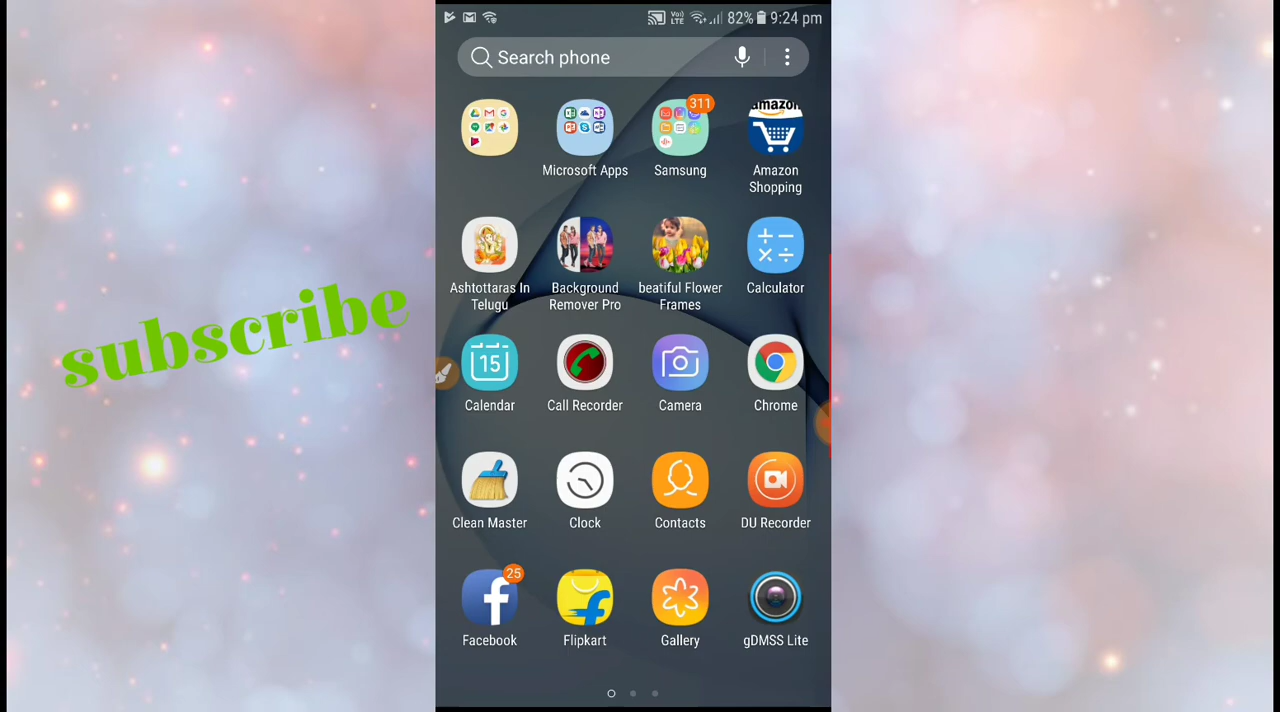 Voi)
LTE
82%
9:24 pm
Search phone
311
amazon
Microsoft Apps
Samsung
Amazon
Shopping
Ashtottaras In
Telugu
Background
Remover Pro
beatiful Flower
Frames
Calculator
subscribe
15
Calendar
Call Recorder
Camera
Chrome
Clean Master
Clock
Contacts
DU Recorder
25
Facebook
Flipkart
Gallery
gDMSS Lite